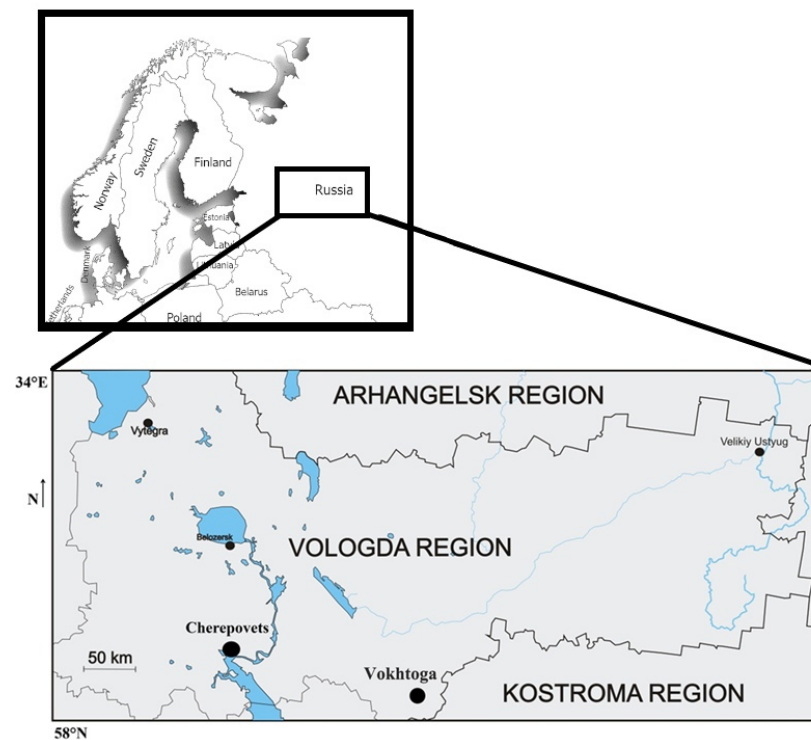 Norway
Sweden
Finland
Russia
Estonia
Latvia
Lithuania
Denmark
Belarus
Poland
34°E
ARHANGELSK REGION
Vytegra
Velikiy Ustyug
N
Belozersk
VOLOGDA REGION
Cherepovets
50 km
Vokhtoga
KOSTROMA REGION
58°N